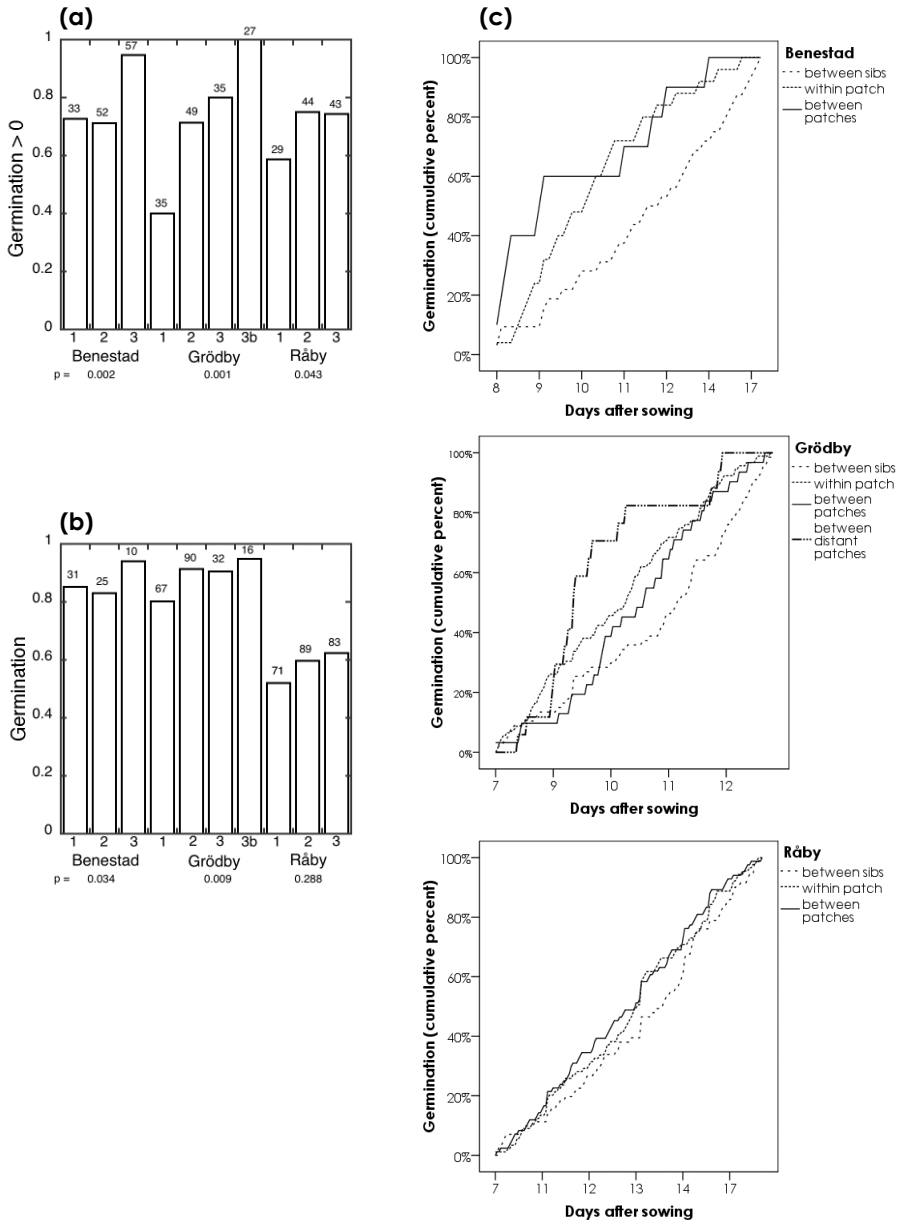 (a)
1
0.8
0.6
0.4
0.2
0
Germination > 0
33 52 57 35 49 35 27 29 44 43
1 2 3 1 2 3 3b 1 2 3
Benestad Grödby Råby
p = 0.002 0.001 0.043
(b)
1
0.8
0.6
0.4
0.2
0
Germination
31 25 10 67 90 32 16 71 89 83
1 2 3 1 2 3 3b 1 2 3
Benestad Grödby Råby
p = 0.034 0.009 0.288
(c)
Germination (cumulative percent)
100%
80%
60%
40%
20%
0%
8 9 10 11 12 14 17
Days after sowing
Benestad
between sibs
within patch
between
patches
Germination (cumulative percent)
100%
80%
60%
40%
20%
0%
7 9 10 11 12
Days after sowing
Grödby
between sibs
within patch
between
patches
between
distant
patches
Germination (cumulative percent)
100%
80%
60%
40%
20%
0%
7 11 12 13 14 17
Days after sowing
Råby
between sibs
within patch
between
patches